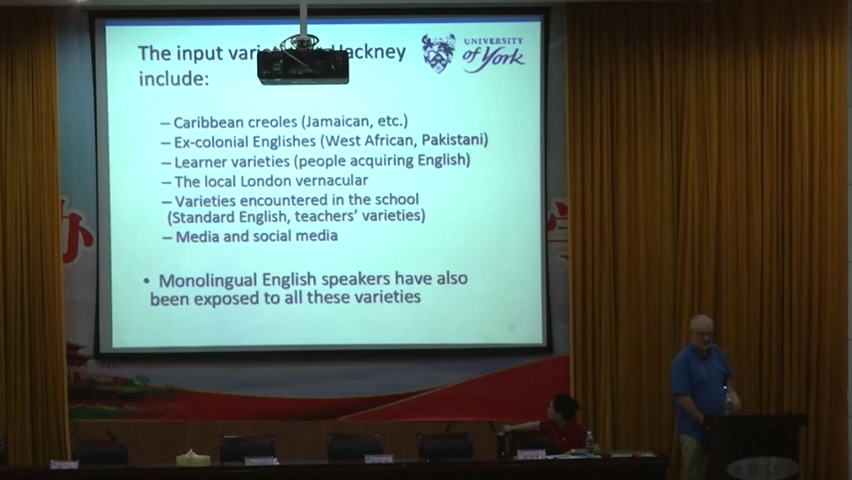 The input Hackney
include:
UNIVERSITY
of York
– Caribbean creoles (Jamaican, etc.)
– Ex-colonial Englishes (West African, Pakistani)
– Learner varieties (people acquiring English)
– The local London vernacular
– Varieties encountered in the school
(Standard English, teachers’ varieties)
– Media and social media
• Monolingual English speakers have also
been exposed to all these varieties